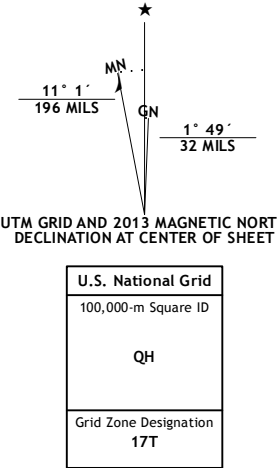 ★
MN
11° 1´
196 MILS
GN
1° 49´
32 MILS
UTM GRID AND 2013 MAGNETIC NORT
DECLINATION AT CENTER OF SHEET
U.S. National Grid
100,000-m Square ID
QH
Grid Zone Designation
17T